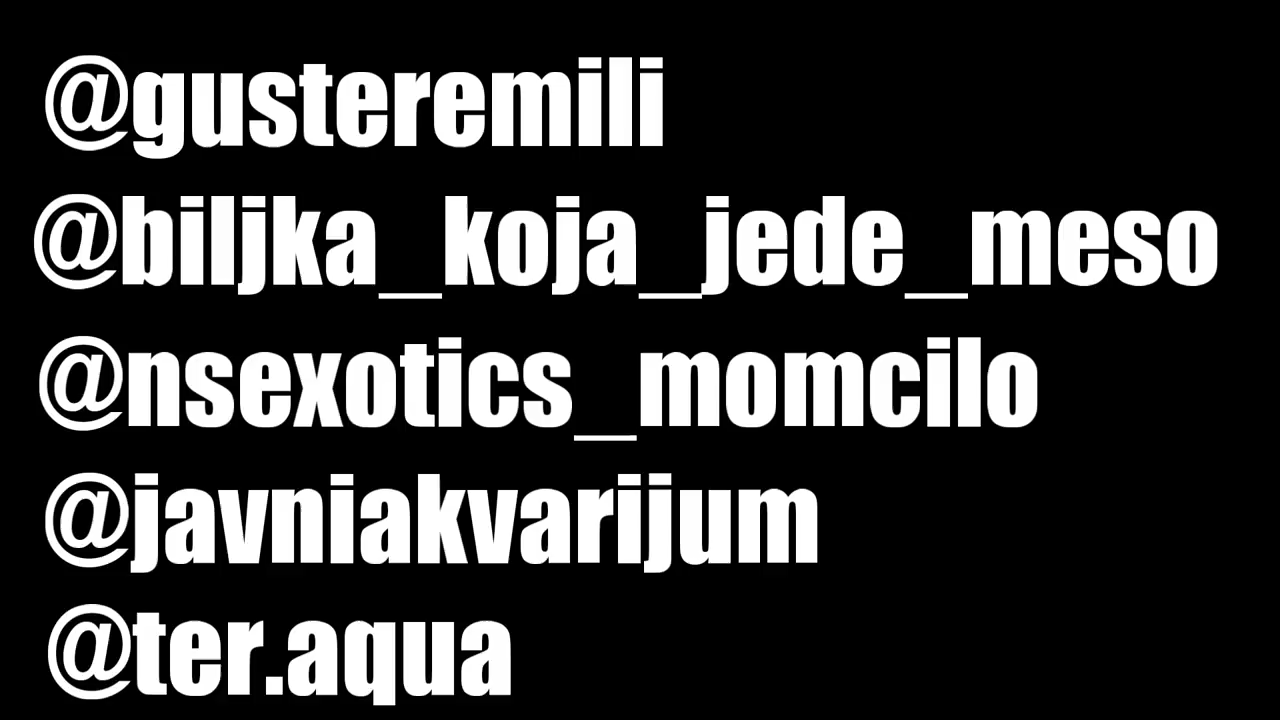 @gusteremili
@biljka_koja_jede_meso
@nsexotics_momcilo
@javniakvarijum
@ter.aqua